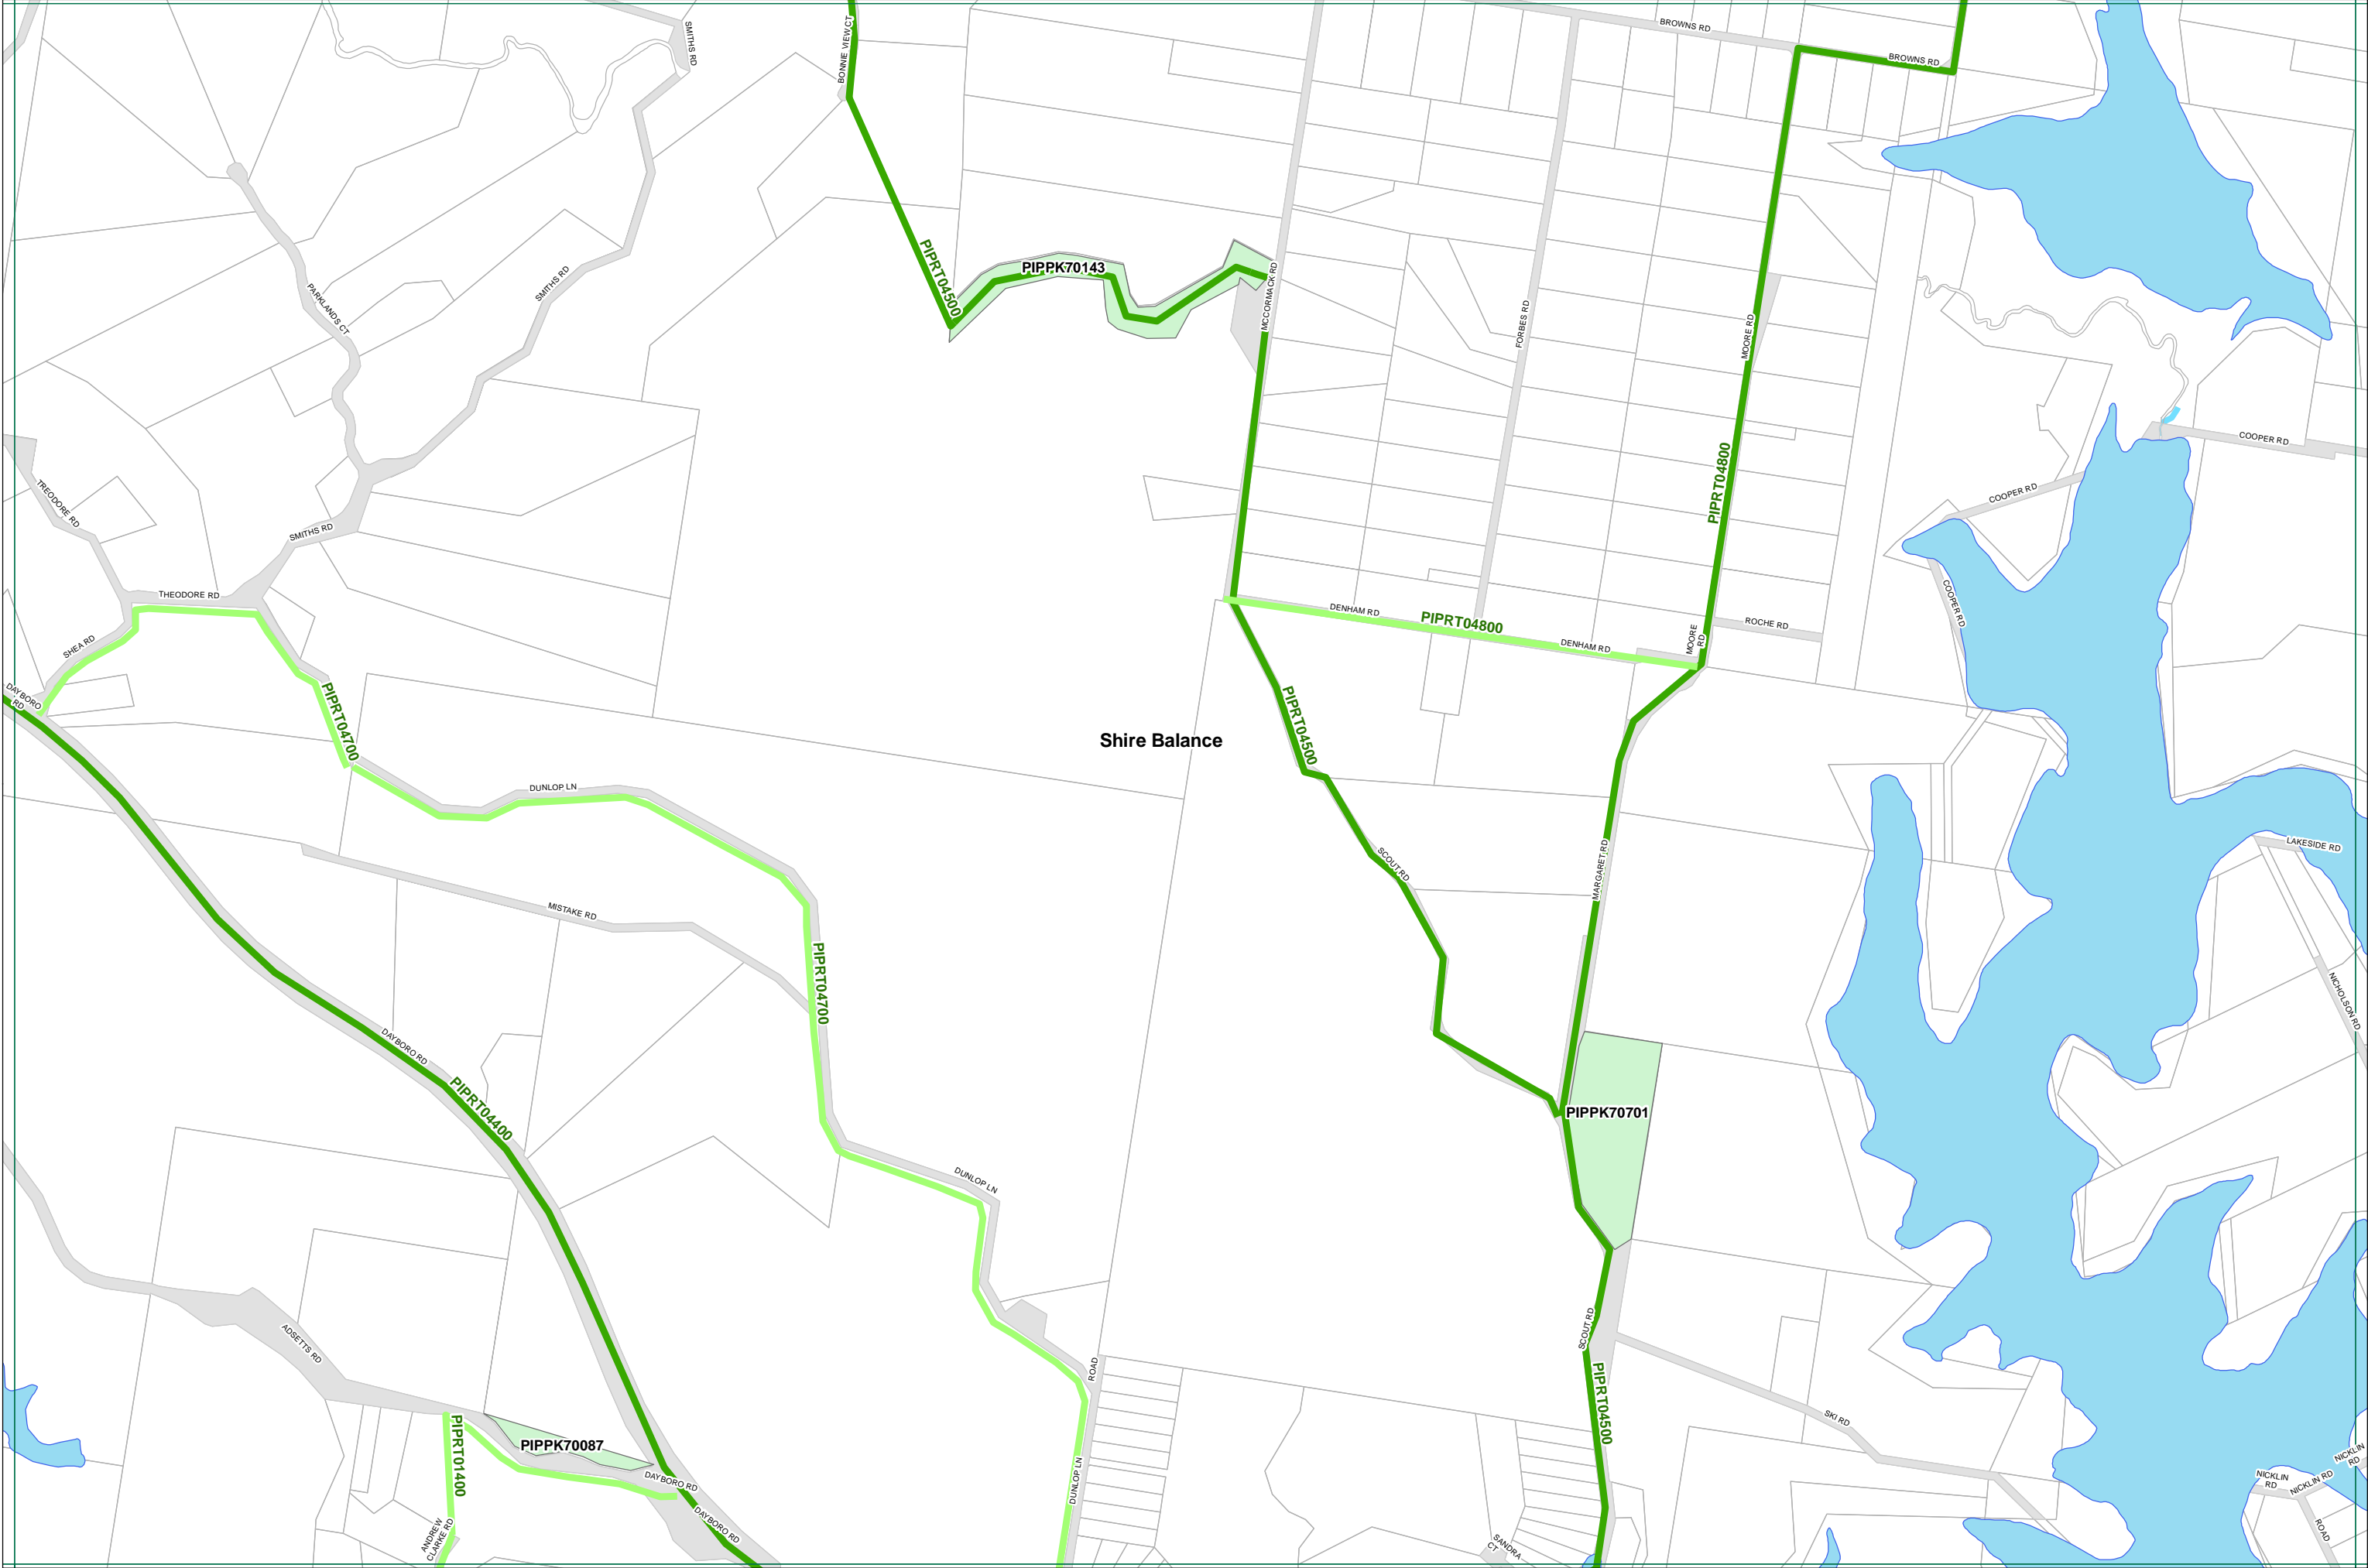 BROWNS RD
BROWNS RD
SMITHS RD
BONNIE VIEW CT
PIPRT04500
PIPPK70143
MCCORMACK RD
FORBES RD
MOORE RD
PARKLANDS CT
SMITHS RD
PIPRT04800
COOPER RD
COOPER RD
COOPER RD
TREODORE RD
SMITHS RD
THEODORE RD
SHEA RD
DAYBORO
RD
DENHAM RD
PIPRT04800
DENHAM RD
MOORE
RD
ROCHE RD
PIPRT04700
PIPRT04500
Shire Balance
DUNLOP LN
SCOUT RD
MARGARET RD
LAKESIDE RD
MISTAKE RD
PIPRT04700
NICHOLSON RD
DAYBORO RD
PIPRT04400
PIPPK70701
DUNLOP LN
ADSETTS RD
SCOUT RD
ROAD
PIPRT04500
SKI RD
PIPRT01400
PIPPK70087
DAYBORO RD
DAYBORO RD
DUNLOP LN
ANDREW
CLARKE RD
SANDRA
CT
NICKLIN
RD
NICKLIN RD
NICKLIN
RD
ROAD